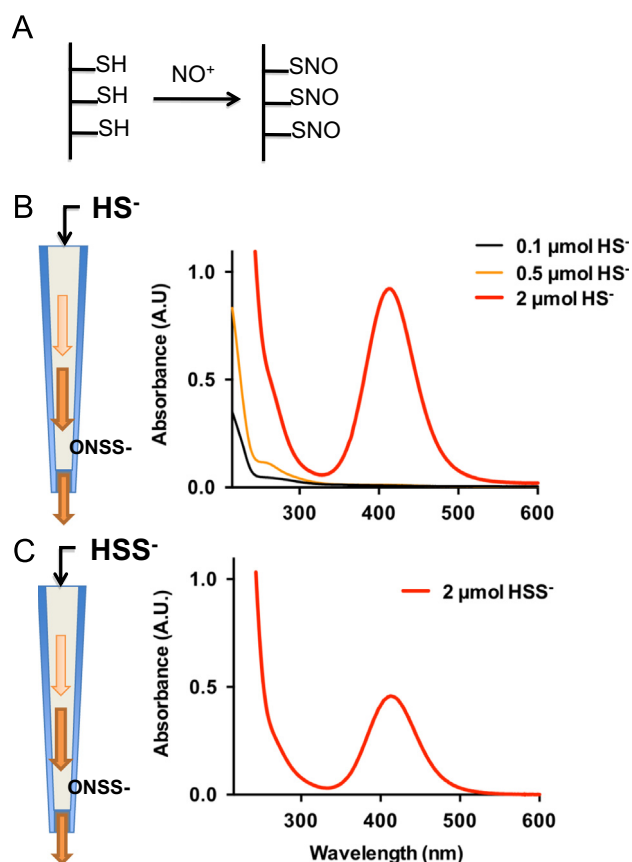 A
SH
SH
SH
NO⁺
SNO
SNO
SNO
B
HS⁻
ONSS-
Absorbance (A.U)
1.0
0.5
0.0
300 400 500 600
0.1 µmol HS⁻
0.5 µmol HS⁻
2 µmol HS⁻
C
HSS⁻
ONSS-
Absorbance (A.U.)
1.0
0.5
0.0
300 400 500 600
Wavelength (nm)
2 µmol HSS⁻